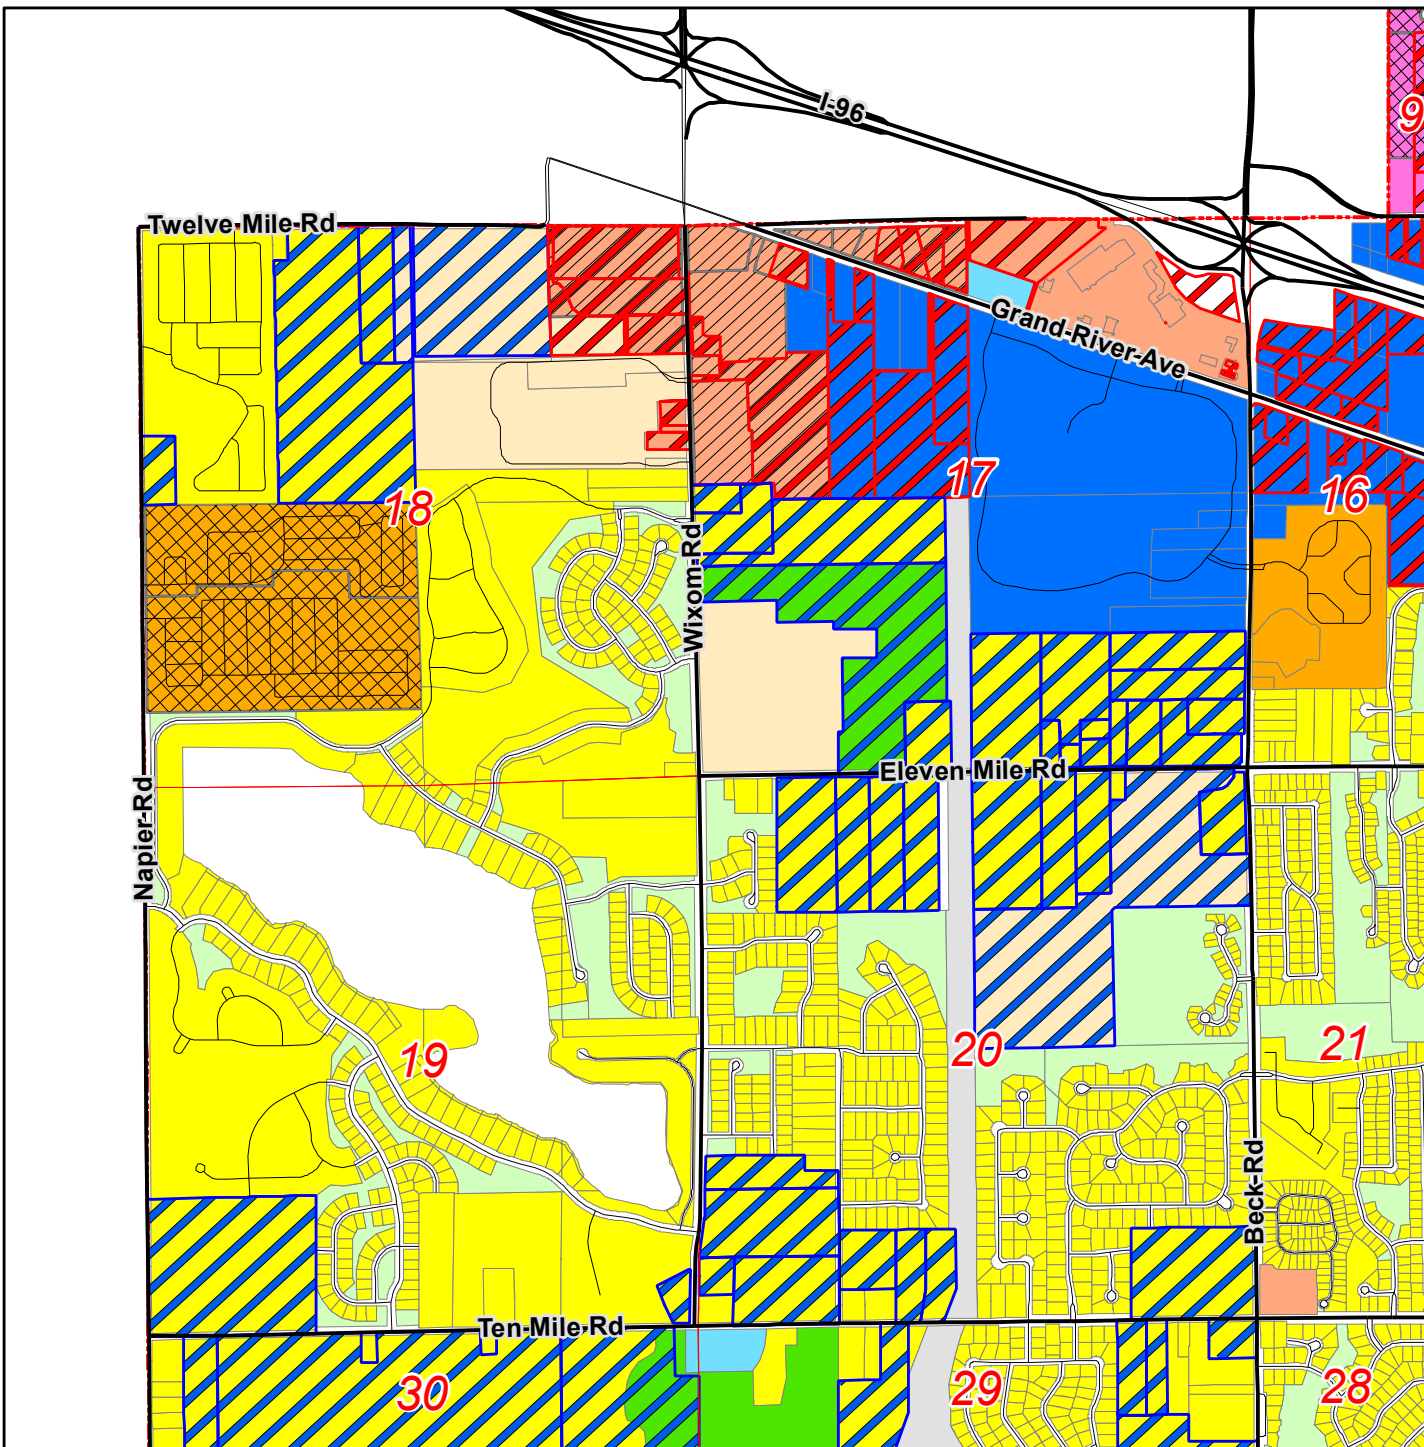 I-96
9
Twelve Mile Rd
Grand-River-Ave
17
16
18
Wixom-Rd
Eleven Mile Rd
Napier-Rd
20
21
19
Beck-Rd
Ten-Mile Rd
30
29
28